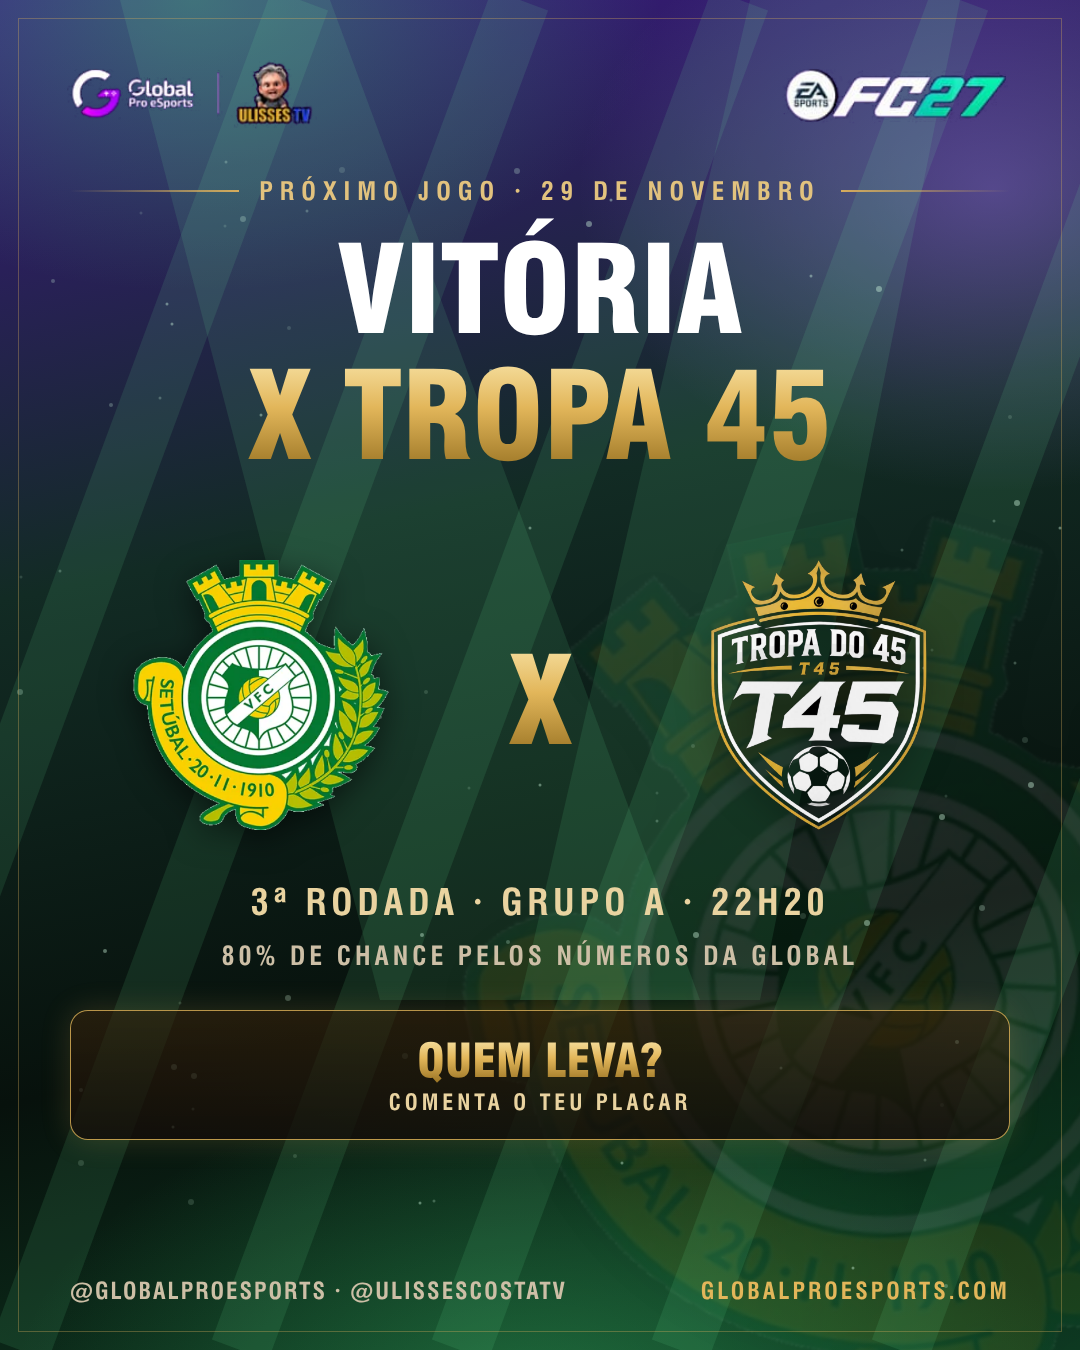 Global
Pro eSports
ULISSES TV
EA
SPORTS
FC27
PRÓXIMO JOGO · 29 DE NOVEMBRO
VITÓRIA
X TROPA 45
SETÚBAL·20·11·1910
VFC
X
TROPA DO 45
T45
T45
3ª RODADA · GRUPO A · 22H20
80% DE CHANCE PELOS NÚMEROS DA GLOBAL
QUEM LEVA?
COMENTA O TEU PLACAR
@GLOBALPROESPORTS · @ULISSESCOSTATV
GLOBALPROESPORTS.COM